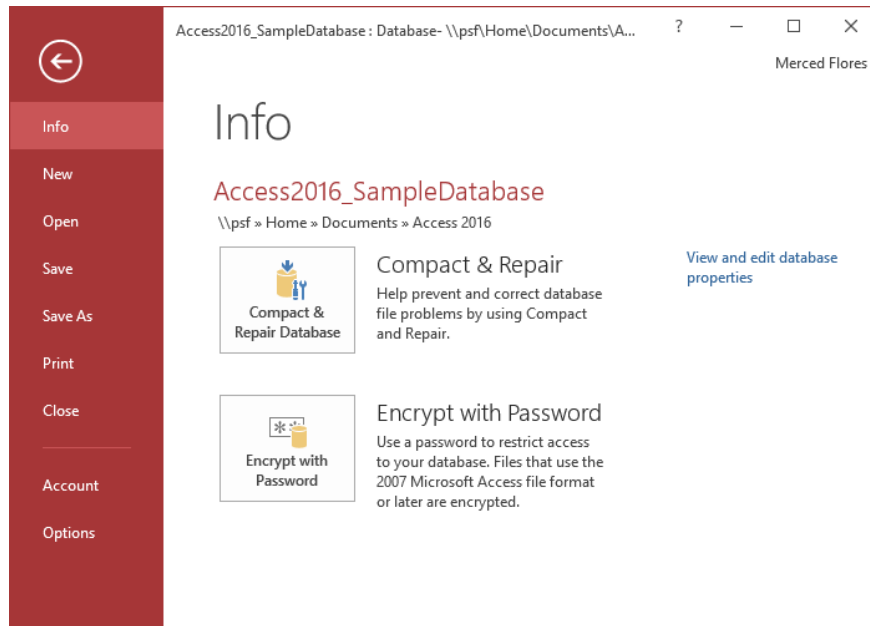 Access2016_SampleDatabase : Database- \\psf\Home\Documents\A... ?
Merced Flores
Info
New
Open
Save
Save As
Print
Close
Account
Options
Info
Access2016_SampleDatabase
\\psf » Home » Documents » Access 2016
Compact &
Repair Database
Compact & Repair
Help prevent and correct database
file problems by using Compact
and Repair.
View and edit database
properties
Encrypt with
Password
Encrypt with Password
Use a password to restrict access
to your database. Files that use the
2007 Microsoft Access file format
or later are encrypted.